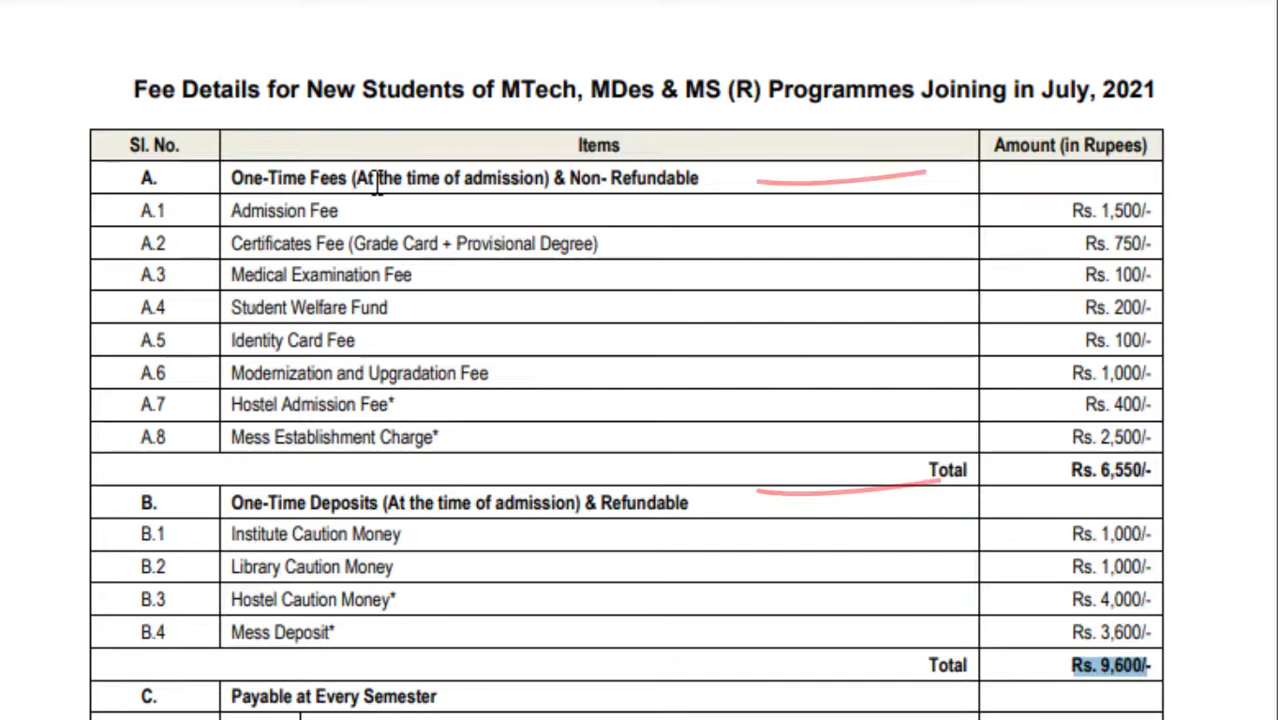 Fee Details for New Students of MTech, MDes & MS (R) Programmes Joining in July, 2021
Sl. No. Items Amount (in Rupees)
A. One-Time Fees (At the time of admission) & Non- Refundable
A.1 Admission Fee Rs. 1,500/-
A.2 Certificates Fee (Grade Card + Provisional Degree) Rs. 750/-
A.3 Medical Examination Fee Rs. 100/-
A.4 Student Welfare Fund Rs. 200/-
A.5 Identity Card Fee Rs. 100/-
A.6 Modernization and Upgradation Fee Rs. 1,000/-
A.7 Hostel Admission Fee* Rs. 400/-
A.8 Mess Establishment Charge* Rs. 2,500/-
Total Rs. 6,550/-
B. One-Time Deposits (At the time of admission) & Refundable
B.1 Institute Caution Money Rs. 1,000/-
B.2 Library Caution Money Rs. 1,000/-
B.3 Hostel Caution Money* Rs. 4,000/-
B.4 Mess Deposit* Rs. 3,600/-
Total Rs. 9,600/-
C. Payable at Every Semester